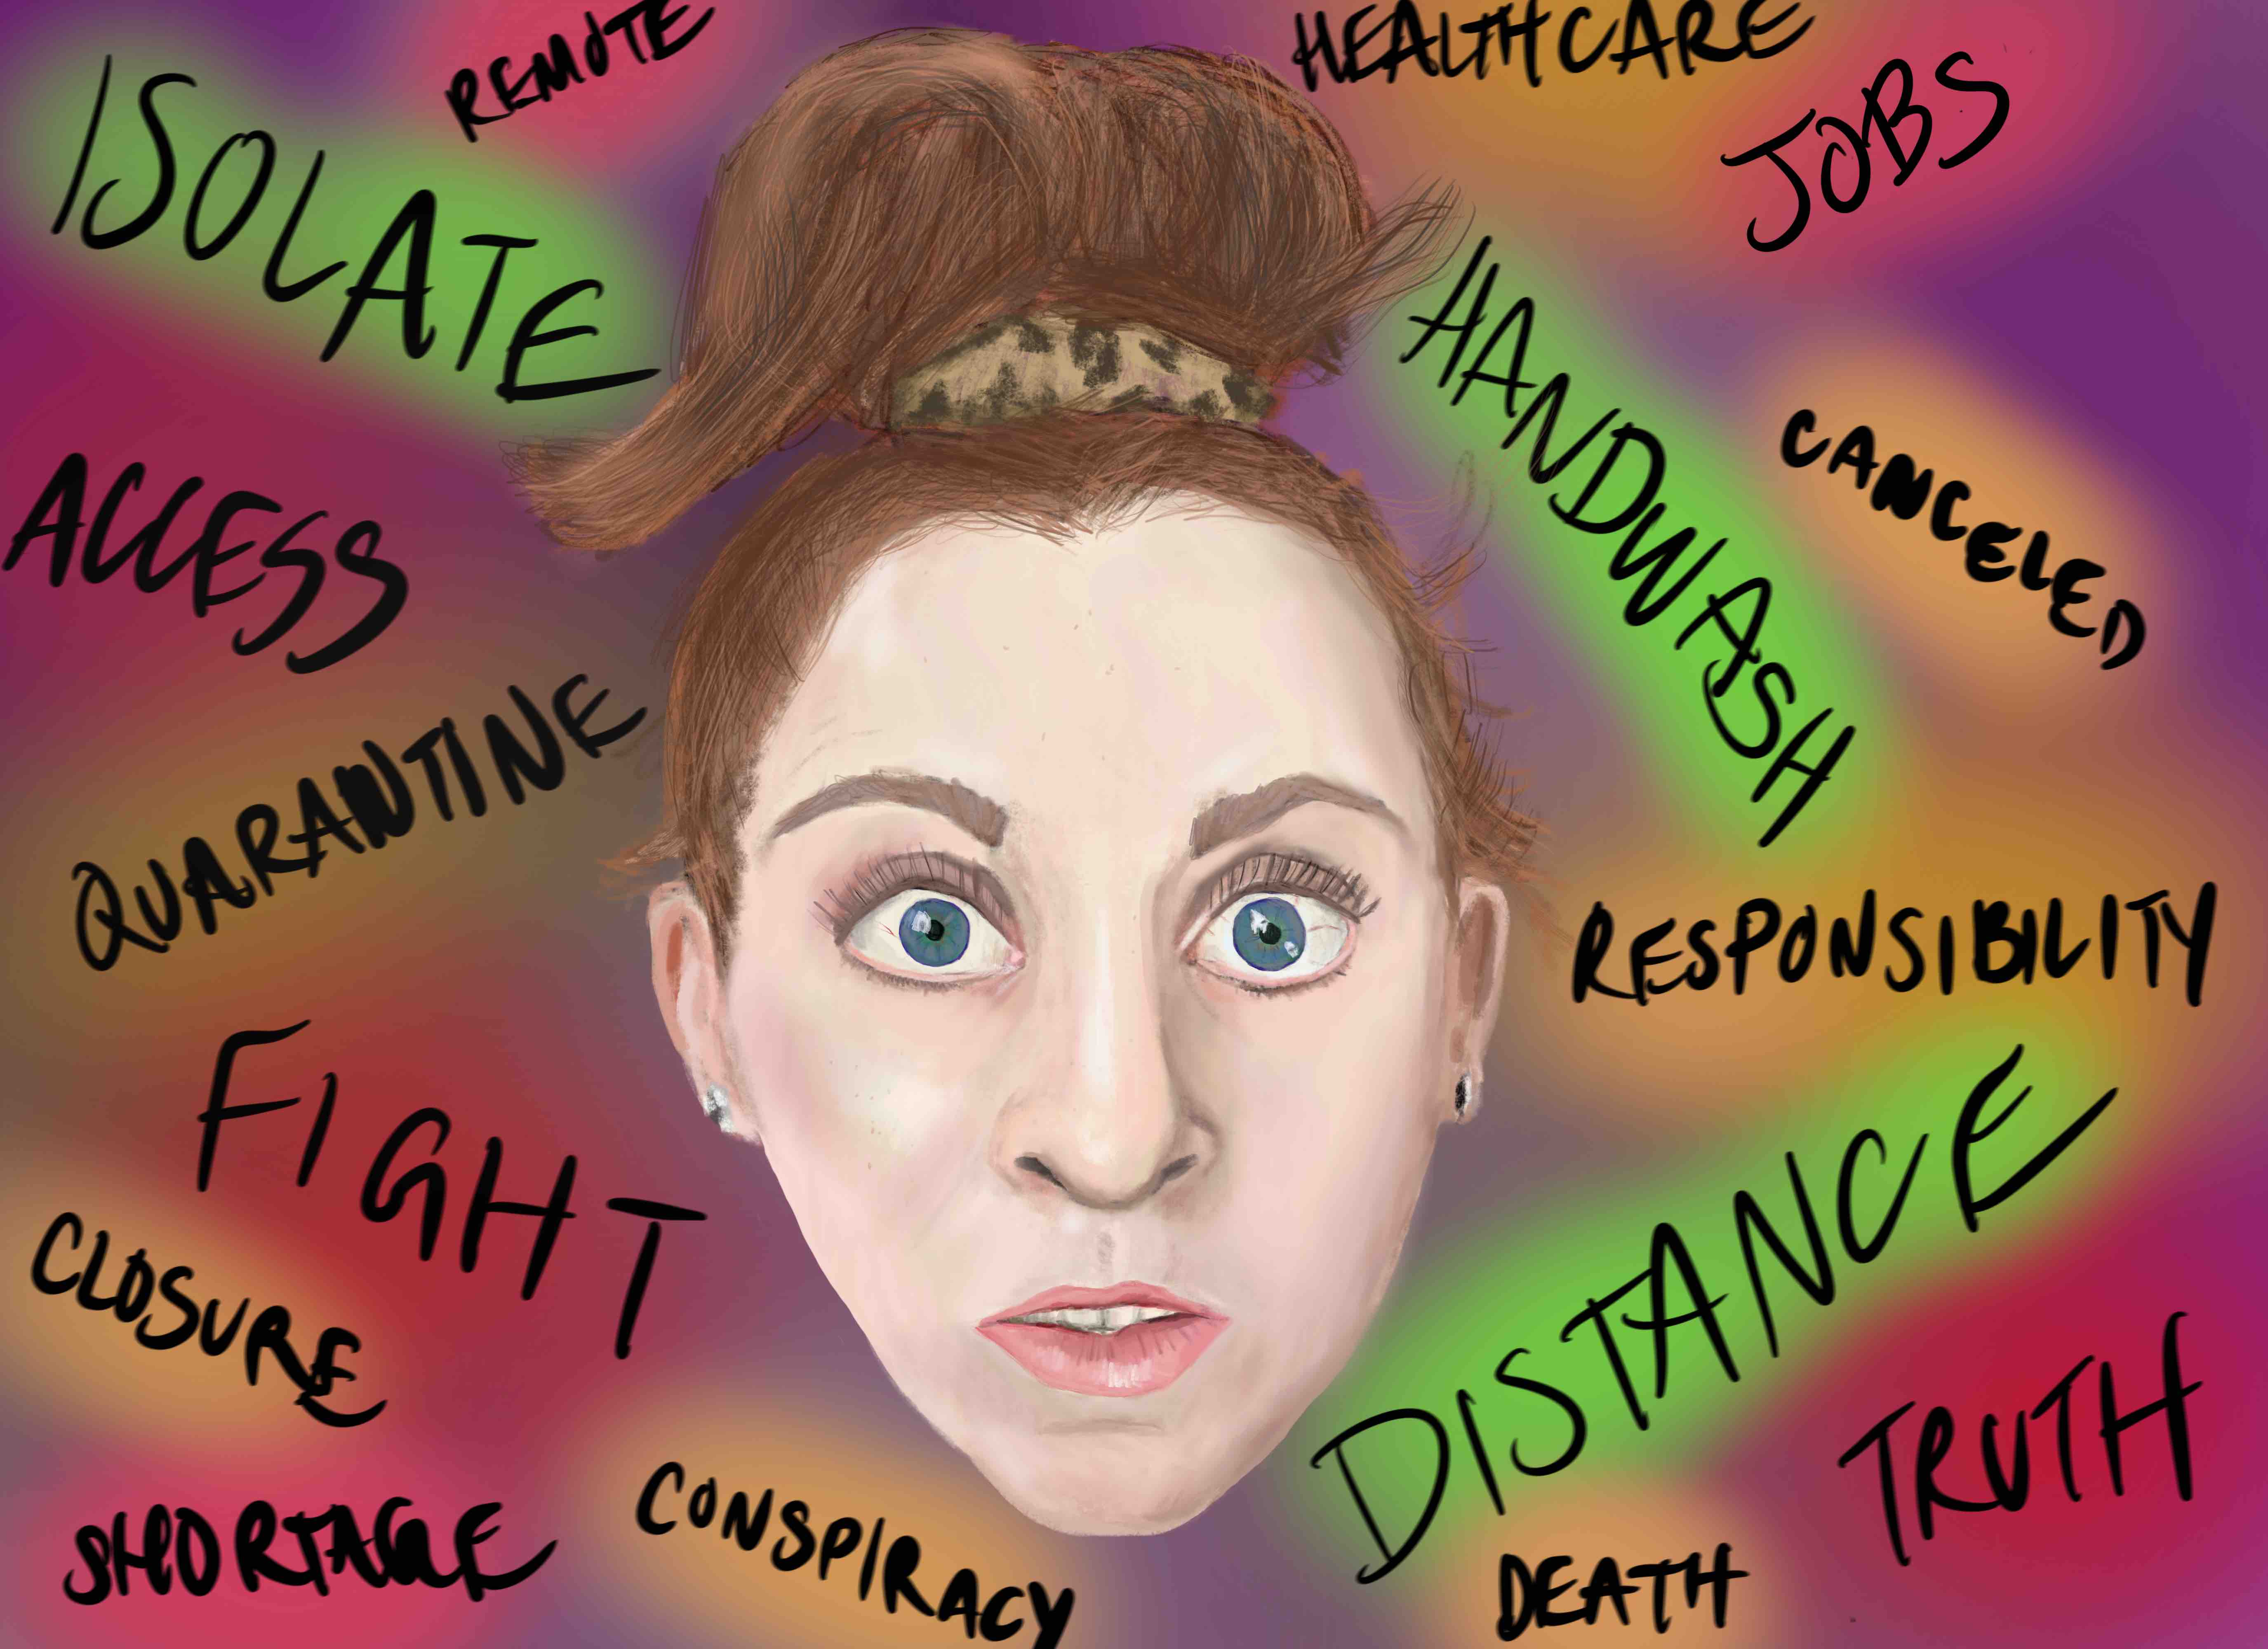 REMOTE
HEALTHCARE
ISOLATE
JOBS
HANDWASH
CANCELED
ACCESS
QUARANTINE
RESPONSIBILITY
FIGHT
DISTANCE
CLOSURE
TRUTH
SHORTAGE
CONSPIRACY
DEATH